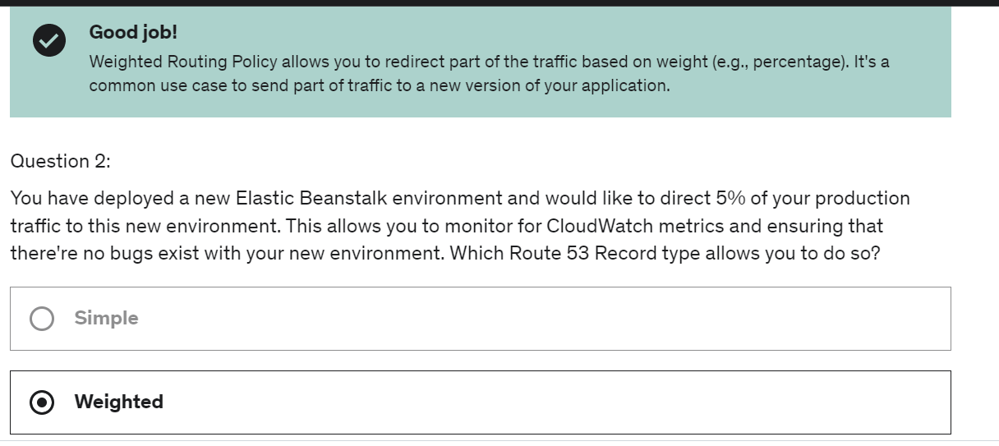 Good job!
Weighted Routing Policy allows you to redirect part of the traffic based on weight (e.g., percentage). It's a
common use case to send part of traffic to a new version of your application.
Question 2:
You have deployed a new Elastic Beanstalk environment and would like to direct 5% of your production
traffic to this new environment. This allows you to monitor for CloudWatch metrics and ensuring that
there're no bugs exist with your new environment. Which Route 53 Record type allows you to do so?
Simple
Weighted